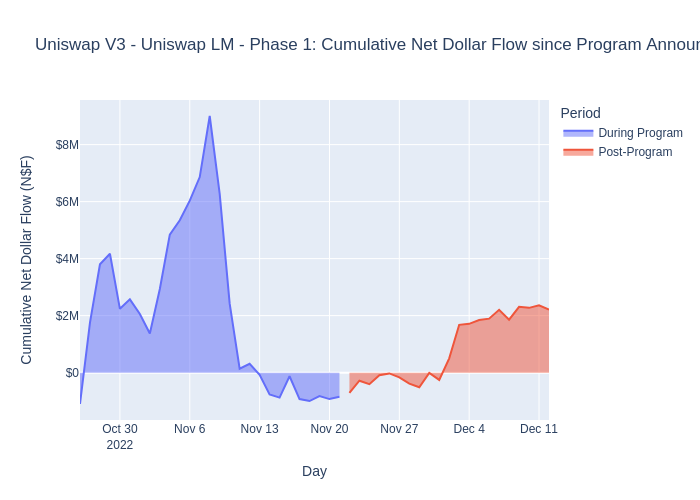 Uniswap V3 - Uniswap LM - Phase 1: Cumulative Net Dollar Flow since Program
Period
During Program
Post-Program
Cumulative Net Dollar Flow (N$F)
$8M
$6M
$4M
$2M
$0
Oct 30
2022
Nov 6
Nov 13
Nov 20
Nov 27
Dec 4
Dec 11
Day